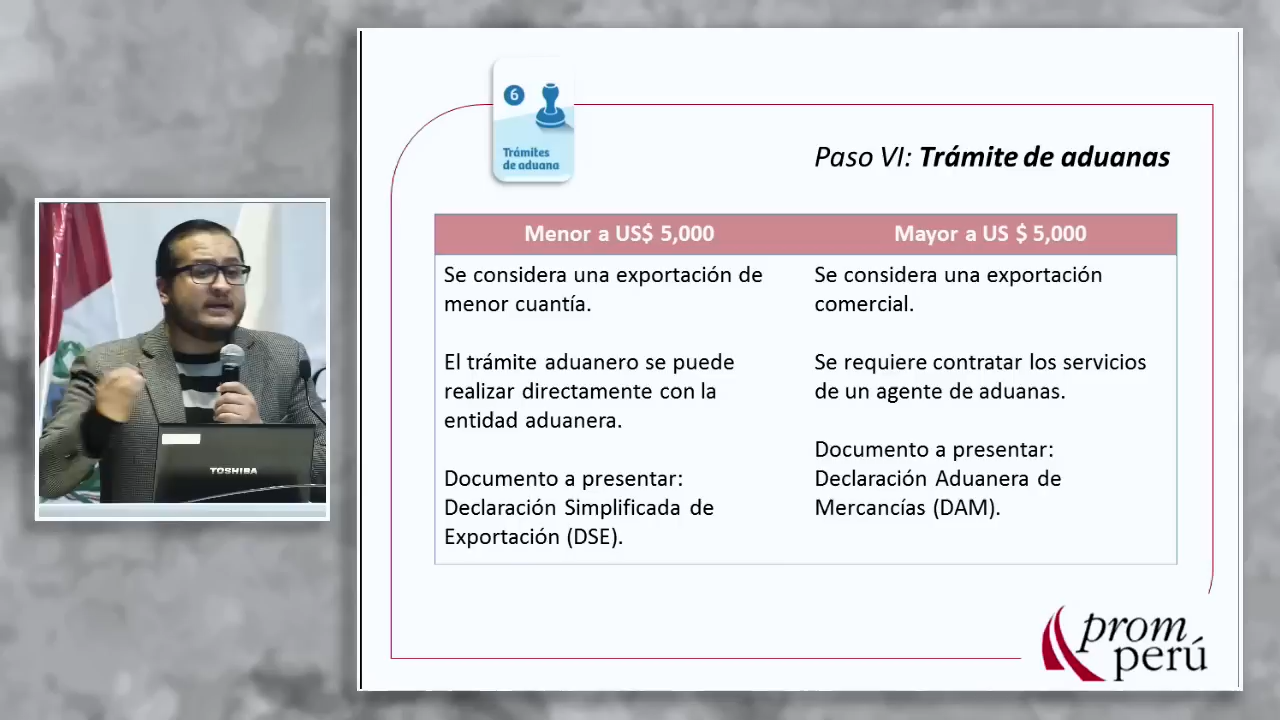 6
Trámites
de aduana
Paso VI: Trámite de aduanas
Menor a US$ 5,000
Mayor a US $ 5,000
Se considera una exportación de
menor cuantía.
El trámite aduanero se puede
realizar directamente con la
entidad aduanera.
Documento a presentar:
Declaración Simplificada de
Exportación (DSE).
Se considera una exportación
comercial.
Se requiere contratar los servicios
de un agente de aduanas.
Documento a presentar:
Declaración Aduanera de
Mercancías (DAM).
TOSHIBA
prom
perú